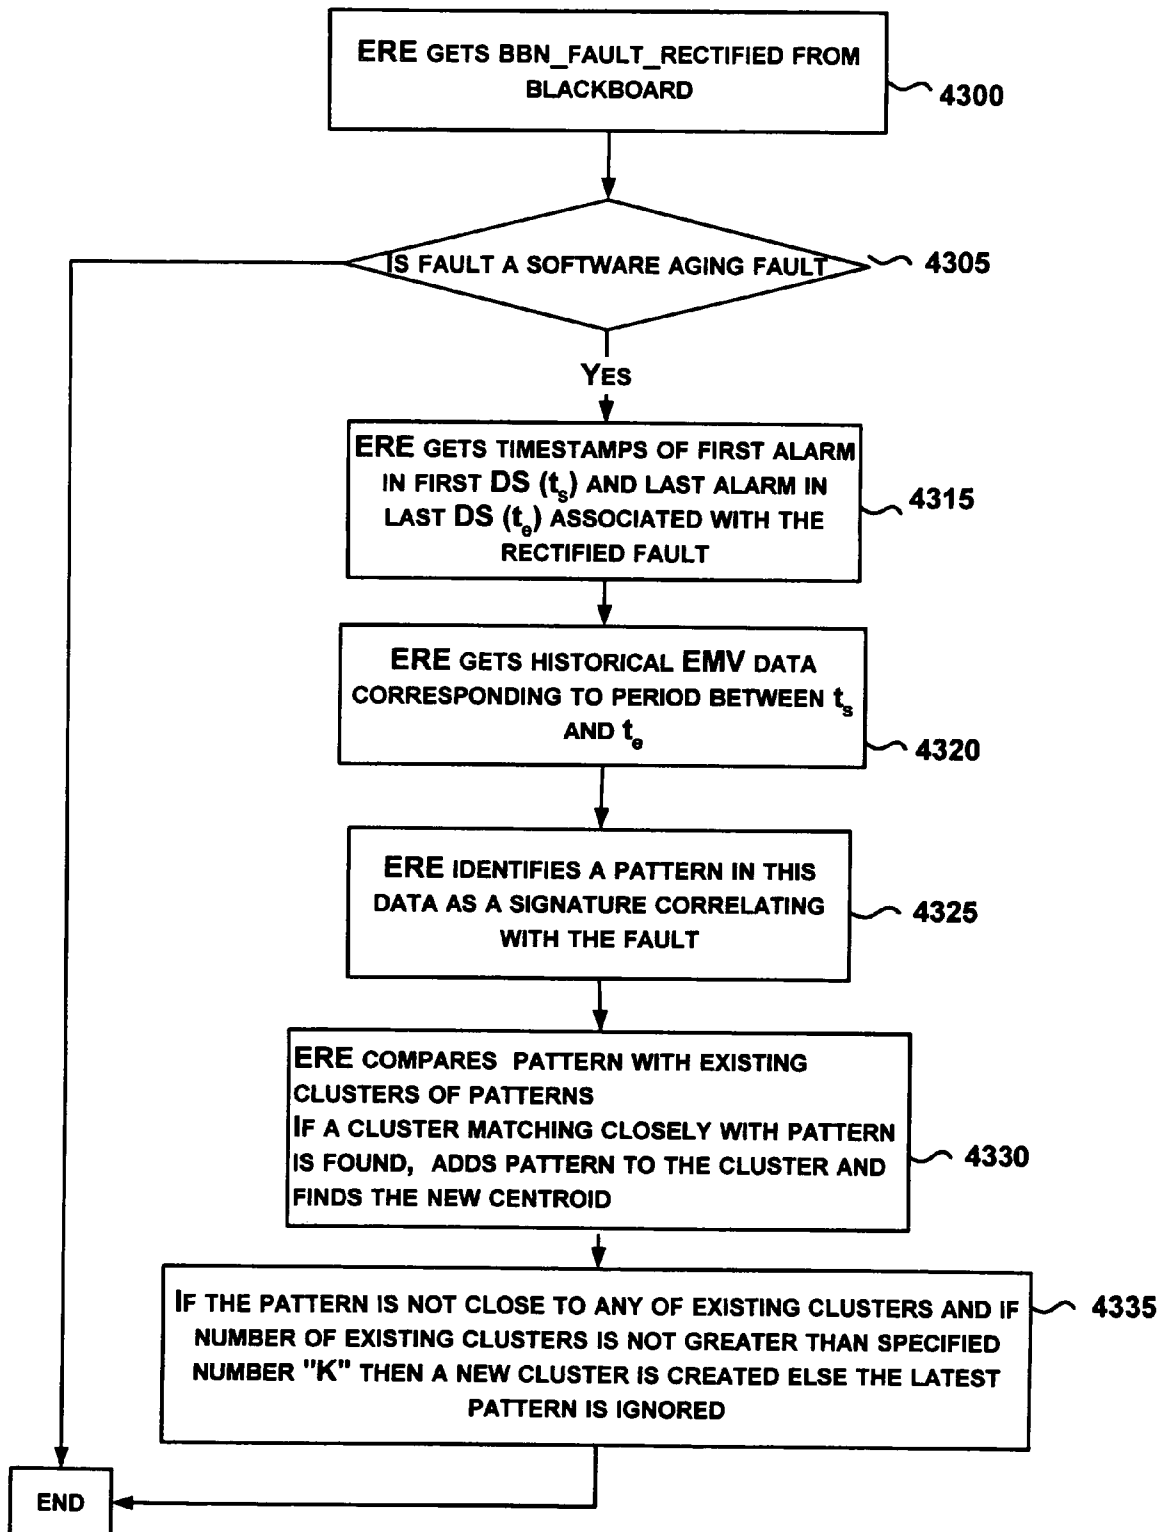 ERE GETS BBN_FAULT_RECTIFIED FROM
BLACKBOARD
4300
IS FAULT A SOFTWARE AGING FAULT
4305
YES
ERE GETS TIMESTAMPS OF FIRST ALARM
IN FIRST DS (ts) AND LAST ALARM IN
LAST DS (te) ASSOCIATED WITH THE
RECTIFIED FAULT
4315
ERE GETS HISTORICAL EMV DATA
CORRESPONDING TO PERIOD BETWEEN ts
AND te
4320
ERE IDENTIFIES A PATTERN IN THIS
DATA AS A SIGNATURE CORRELATING
WITH THE FAULT
4325
ERE COMPARES PATTERN WITH EXISTING
CLUSTERS OF PATTERNS
IF A CLUSTER MATCHING CLOSELY WITH PATTERN
IS FOUND, ADDS PATTERN TO THE CLUSTER AND
FINDS THE NEW CENTROID
4330
IF THE PATTERN IS NOT CLOSE TO ANY OF EXISTING CLUSTERS AND IF
NUMBER OF EXISTING CLUSTERS IS NOT GREATER THAN SPECIFIED
NUMBER "K" THEN A NEW CLUSTER IS CREATED ELSE THE LATEST
PATTERN IS IGNORED
4335
END